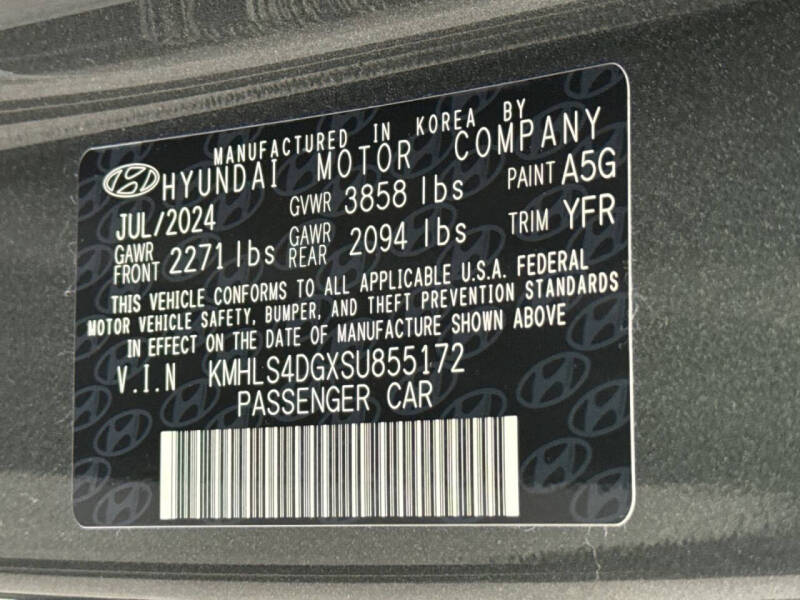 MANUFACTURED IN KOREA BY
HYUNDAI MOTOR COMPANY
JUL/2024 GVWR 3858 lbs PAINT A5G
GAWR FRONT 2271 lbs GAWR REAR 2094 lbs TRIM YFR
THIS VEHICLE CONFORMS TO ALL APPLICABLE U.S.A. FEDERAL
MOTOR VEHICLE SAFETY, BUMPER, AND THEFT PREVENTION STANDARDS
IN EFFECT ON THE DATE OF MANUFACTURE SHOWN ABOVE
V.I.N KMHLS4DGXSU855172
PASSENGER CAR